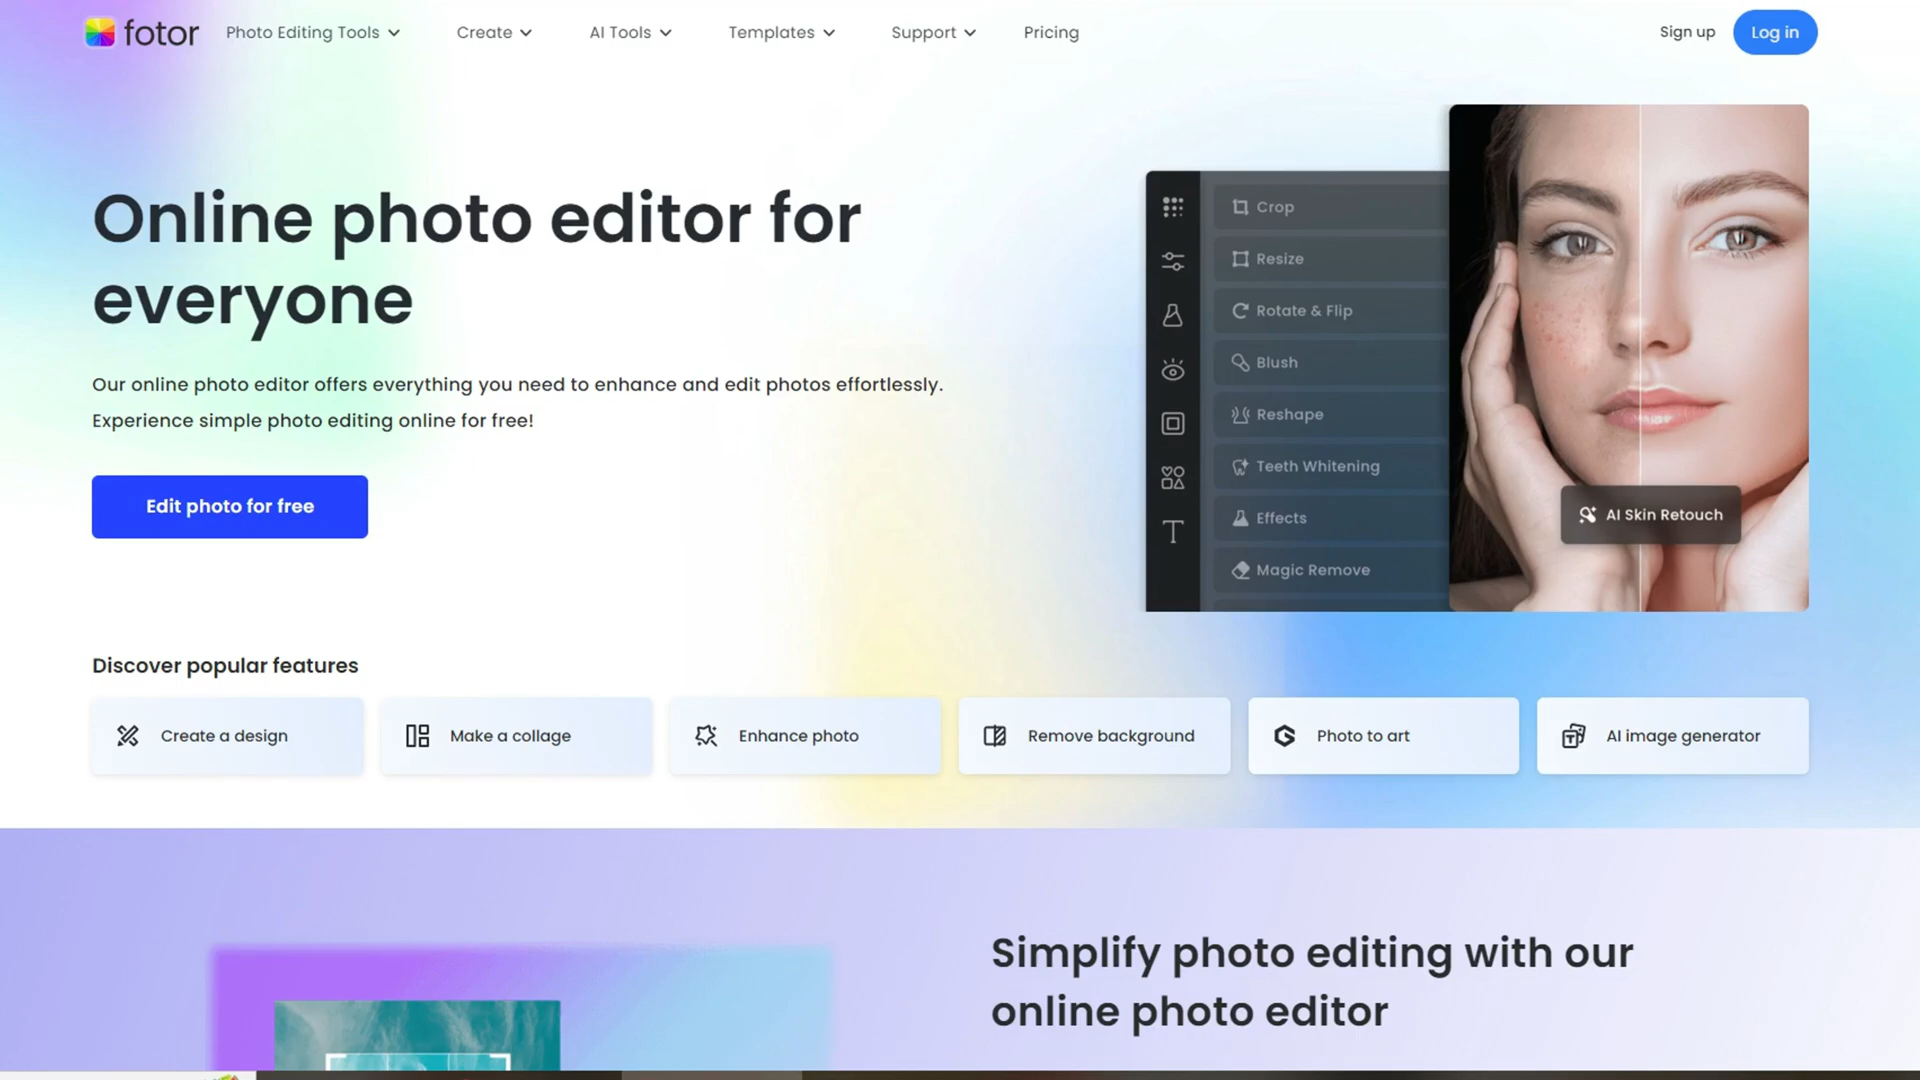 fotor
Photo Editing Tools
Create
AI Tools
Templates
Support
Pricing
Sign up
Log in
Online photo editor for
everyone
Our online photo editor offers everything you need to enhance and edit photos effortlessly.
Experience simple photo editing online for free!
Edit photo for free
Crop
Resize
Rotate & Flip
Blush
Reshape
Teeth Whitening
Effects
Magic Remove
AI Skin Retouch
Discover popular features
Create a design
Make a collage
Enhance photo
Remove background
Photo to art
AI image generator
Simplify photo editing with our
online photo editor